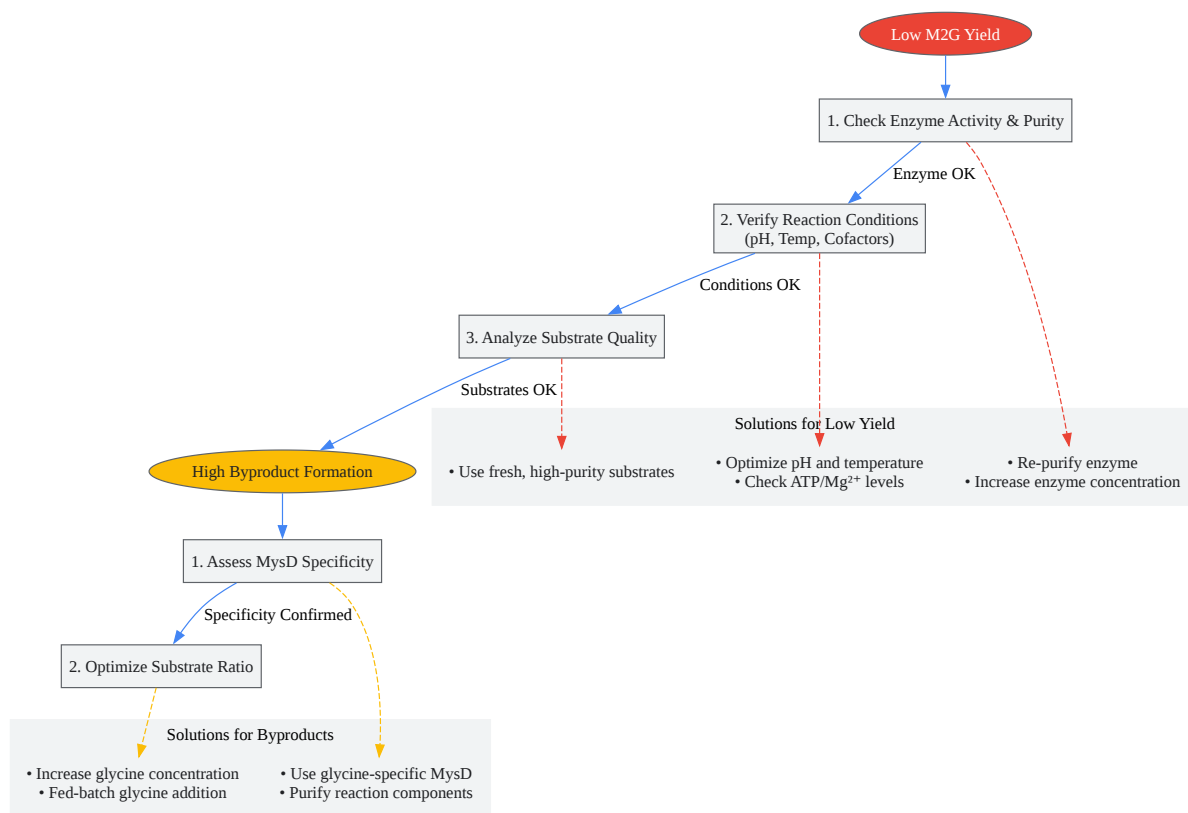 Low M2G Yield
1. Check Enzyme Activity & Purity
Enzyme OK
2. Verify Reaction Conditions
(pH, Temp, Cofactors)
Conditions OK
3. Analyze Substrate Quality
Substrates OK
Solutions for Low Yield
• Use fresh, high-purity substrates
• Optimize pH and temperature
• Check ATP/Mg²⁺ levels
• Re-purify enzyme
• Increase enzyme concentration
High Byproduct Formation
1. Assess MysD Specificity
Specificity Confirmed
2. Optimize Substrate Ratio
Solutions for Byproducts
• Increase glycine concentration
• Fed-batch glycine addition
• Use glycine-specific MysD
• Purify reaction components